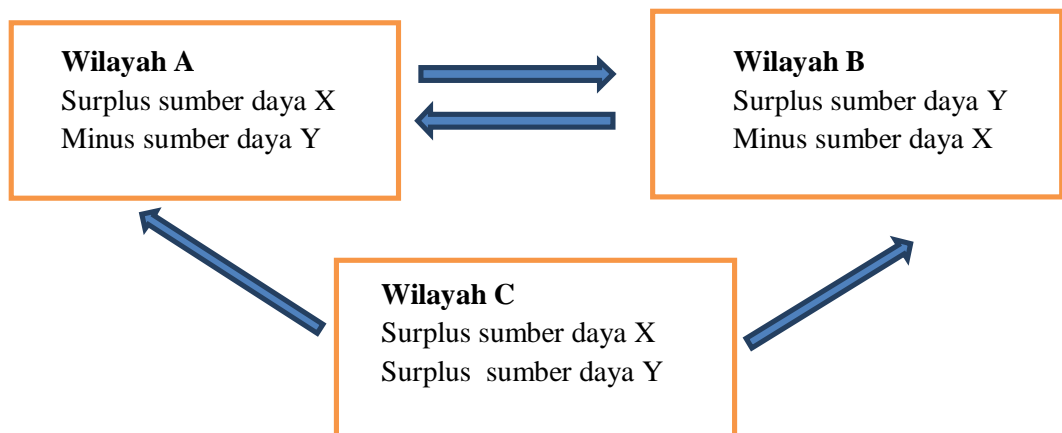 Wilayah A
Surplus sumber daya X
Minus sumber daya Y
Wilayah B
Surplus sumber daya Y
Minus sumber daya X
Wilayah C
Surplus sumber daya X
Surplus  sumber daya Y